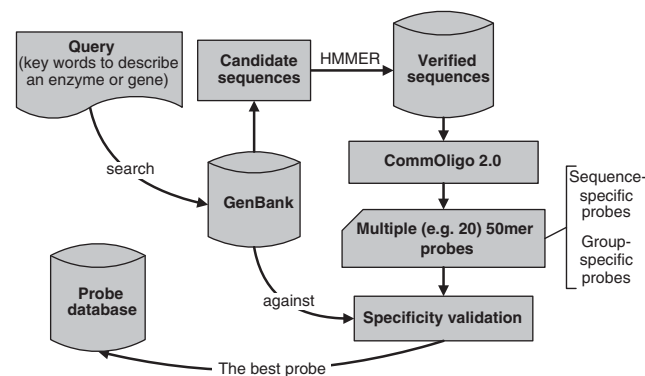 Query
(key words to describe
an enzyme or gene)
Candidate
sequences
HMMER
Verified
sequences
search
GenBank
CommOligo 2.0
Multiple (e.g. 20) 50mer
probes
Sequence-
specific
probes
Group-
specific
probes
against
Specificity validation
Probe
database
The best probe